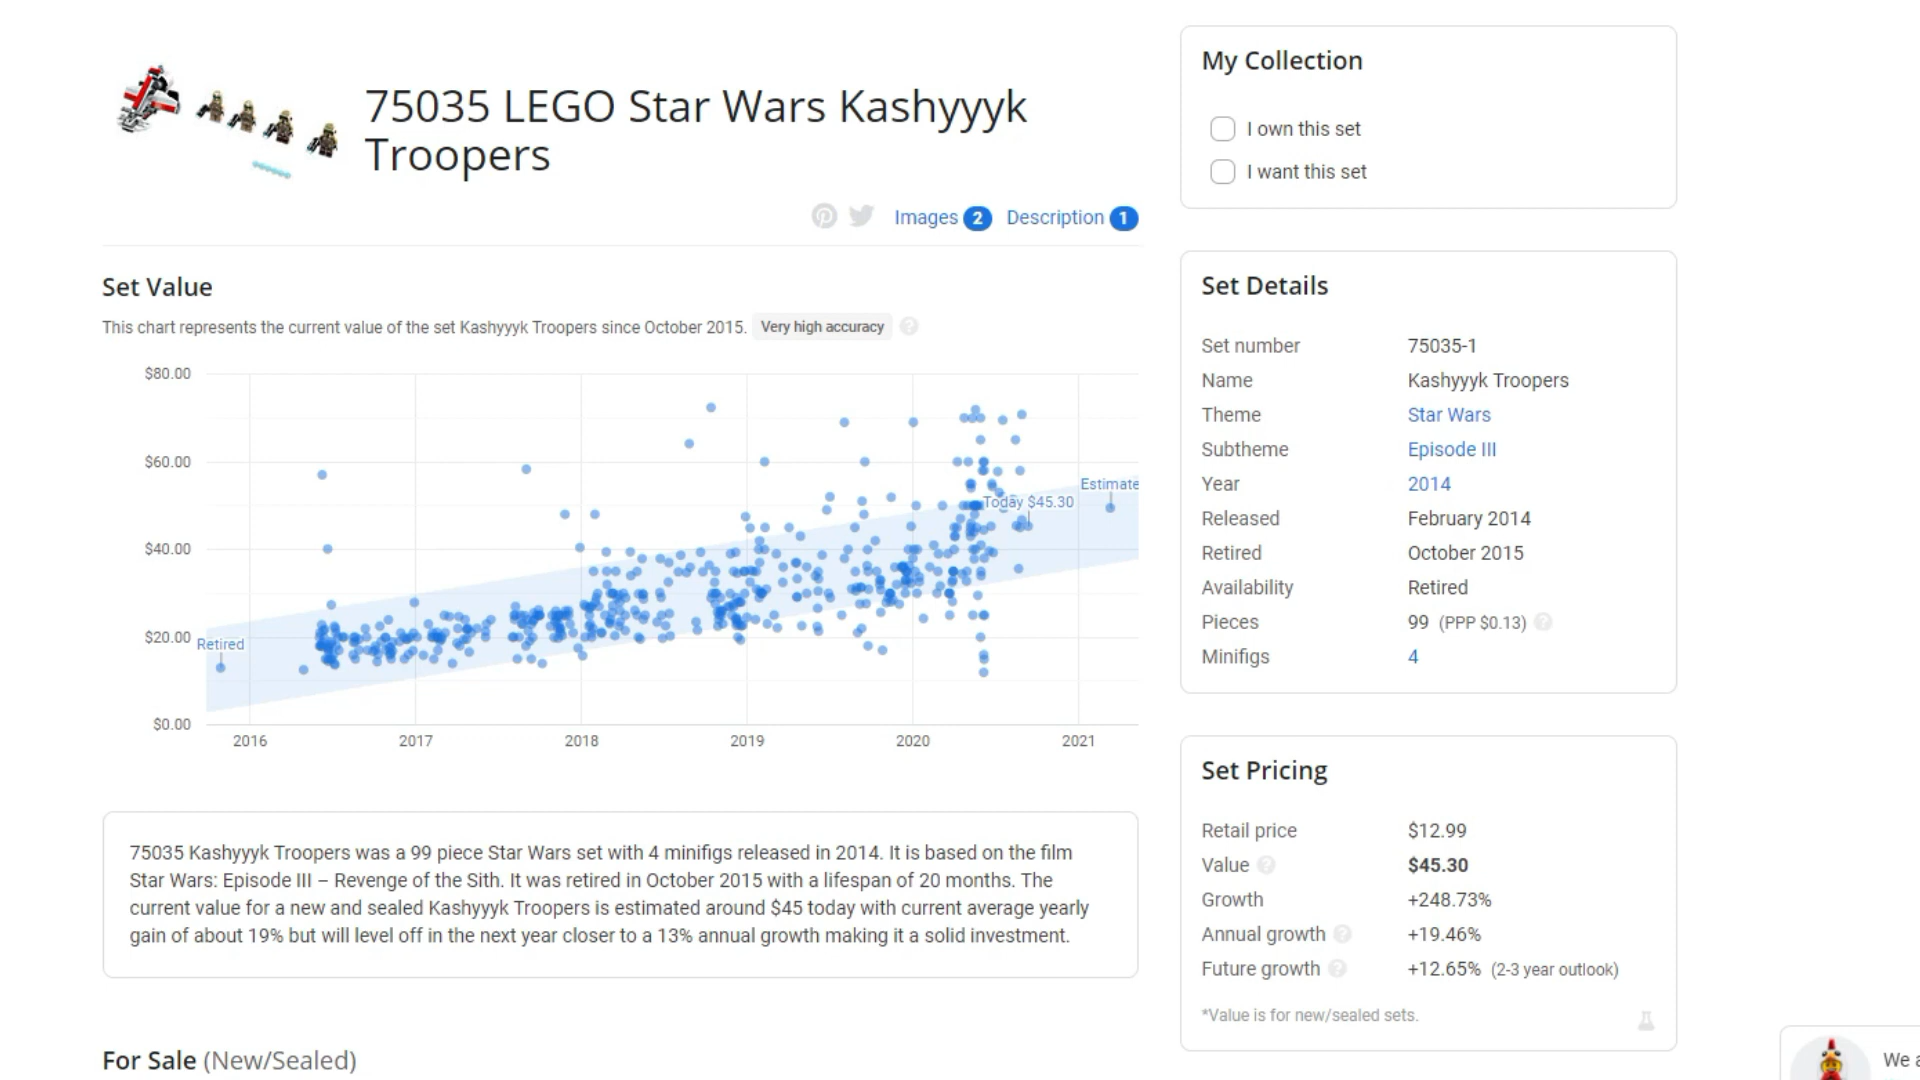 75035 LEGO Star Wars Kashyyyk
Troopers
Images 2 Description 1
Set Value
This chart represents the current value of the set Kashyyyk Troopers since October 2015. Very high accuracy ?
$80.00
$60.00
$40.00
$20.00
$0.00
Retired
Today $45.30
Estimate
2016 2017 2018 2019 2020 2021
75035 Kashyyyk Troopers was a 99 piece Star Wars set with 4 minifigs released in 2014. It is based on the film
Star Wars: Episode III – Revenge of the Sith. It was retired in October 2015 with a lifespan of 20 months. The
current value for a new and sealed Kashyyyk Troopers is estimated around $45 today with current average yearly
gain of about 19% but will level off in the next year closer to a 13% annual growth making it a solid investment.
For Sale (New/Sealed)
My Collection
I own this set
I want this set
Set Details
Set number 75035-1
Name Kashyyyk Troopers
Theme Star Wars
Subtheme Episode III
Year 2014
Released February 2014
Retired October 2015
Availability Retired
Pieces 99 (PPP $0.13) ?
Minifigs 4
Set Pricing
Retail price $12.99
Value ? $45.30
Growth +248.73%
Annual growth ? +19.46%
Future growth ? +12.65% (2-3 year outlook)
*Value is for new/sealed sets.
We